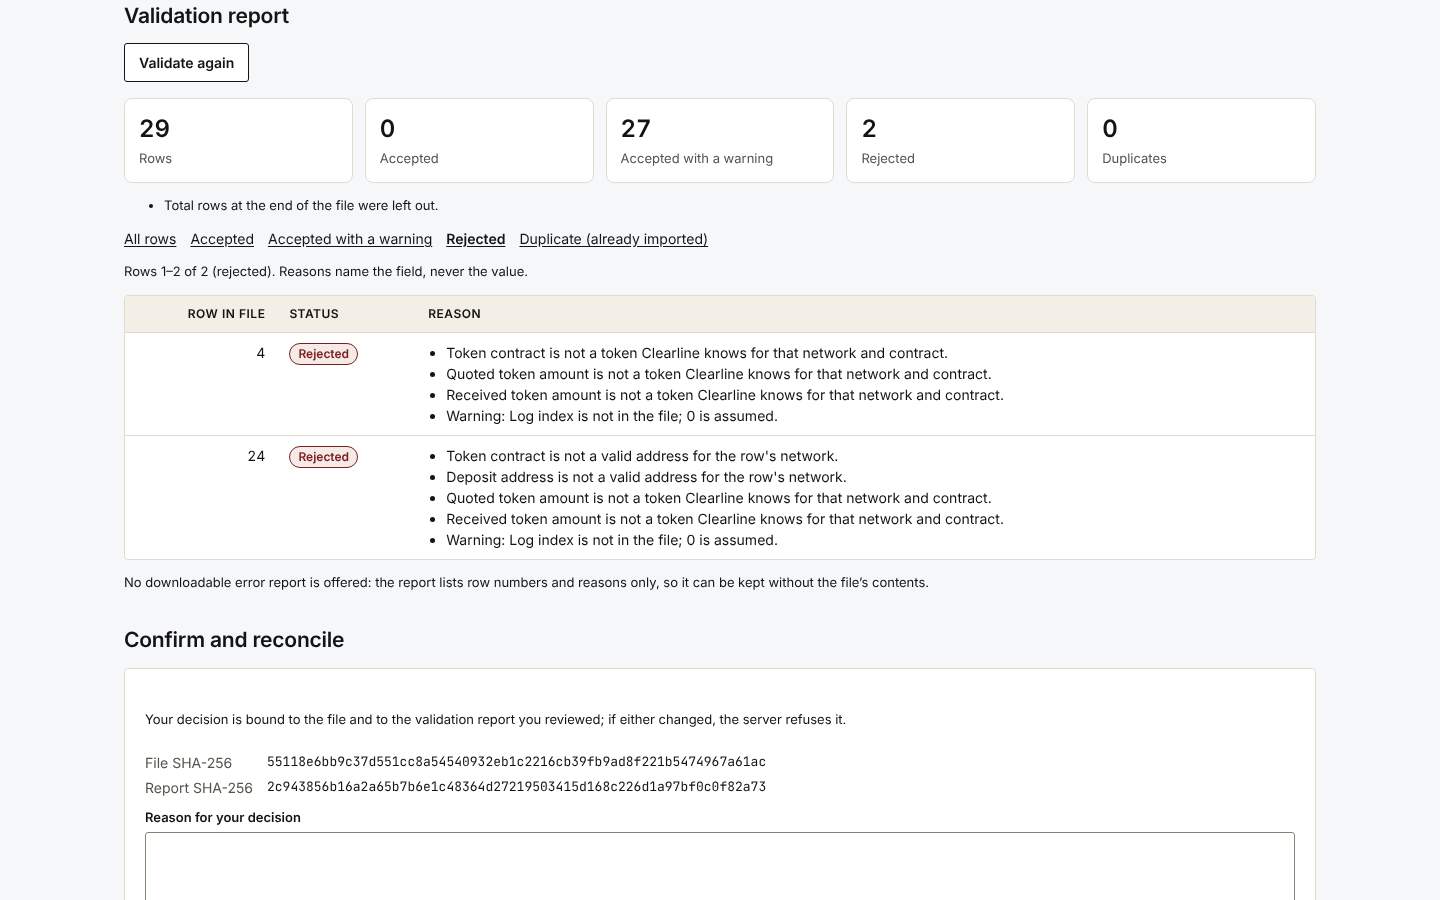 Validation report
Validate again
29
Rows
0
Accepted
27
Accepted with a warning
2
Rejected
0
Duplicates
• Total rows at the end of the file were left out.
All rows Accepted Accepted with a warning Rejected Duplicate (already imported)
Rows 1–2 of 2 (rejected). Reasons name the field, never the value.
ROW IN FILE STATUS REASON
4 Rejected
• Token contract is not a token Clearline knows for that network and contract.
• Quoted token amount is not a token Clearline knows for that network and contract.
• Received token amount is not a token Clearline knows for that network and contract.
• Warning: Log index is not in the file; 0 is assumed.
24 Rejected
• Token contract is not a valid address for the row's network.
• Deposit address is not a valid address for the row's network.
• Quoted token amount is not a token Clearline knows for that network and contract.
• Received token amount is not a token Clearline knows for that network and contract.
• Warning: Log index is not in the file; 0 is assumed.
No downloadable error report is offered: the report lists row numbers and reasons only, so it can be kept without the file’s contents.
Confirm and reconcile
Your decision is bound to the file and to the validation report you reviewed; if either changed, the server refuses it.
File SHA-256 55118e6bb9c37d551cc8a54540932eb1c2216cb39fb9ad8f221b5474967a61ac
Report SHA-256 2c943856b16a2a65b7b6e1c48364d27219503415d168c226d1a97bf0c0f82a73
Reason for your decision